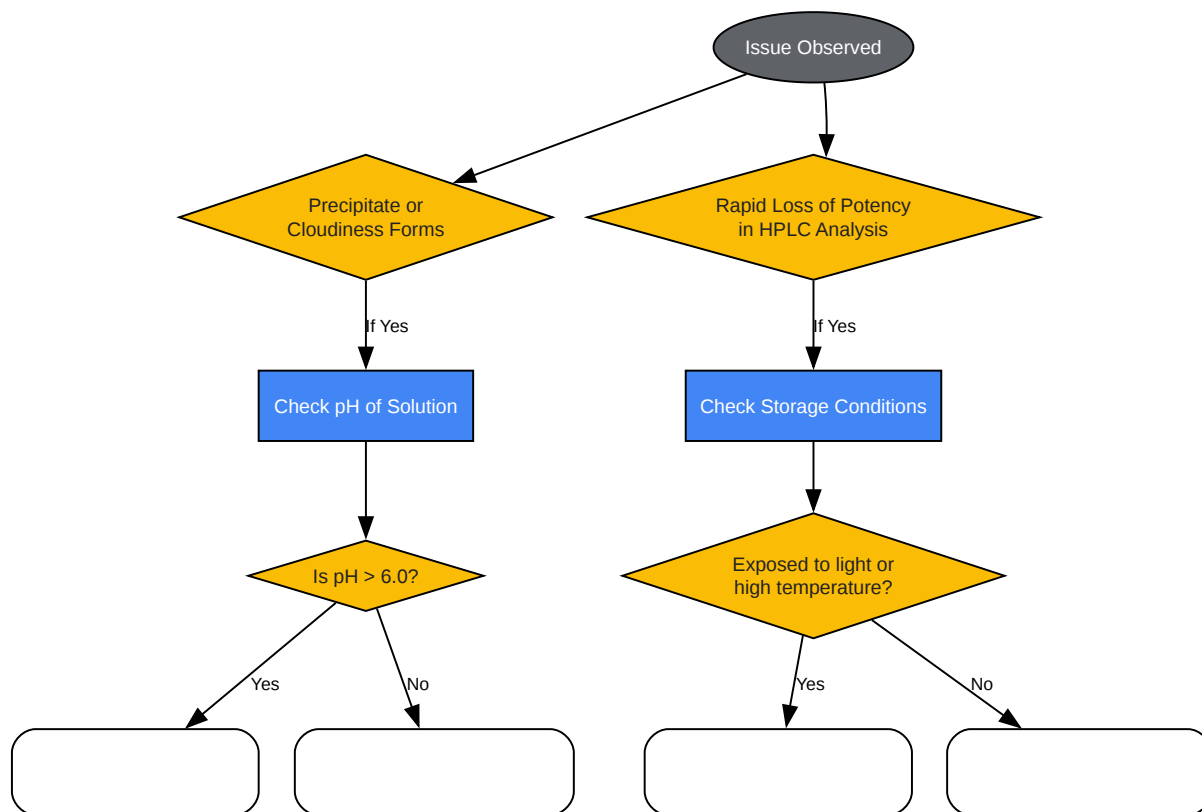 Issue Observed
Precipitate or
Cloudiness Forms
Rapid Loss of Potency
in HPLC Analysis
If Yes
If Yes
Check pH of Solution
Check Storage Conditions
Is pH > 6.0?
Exposed to light or
high temperature?
Yes
No
Yes
No